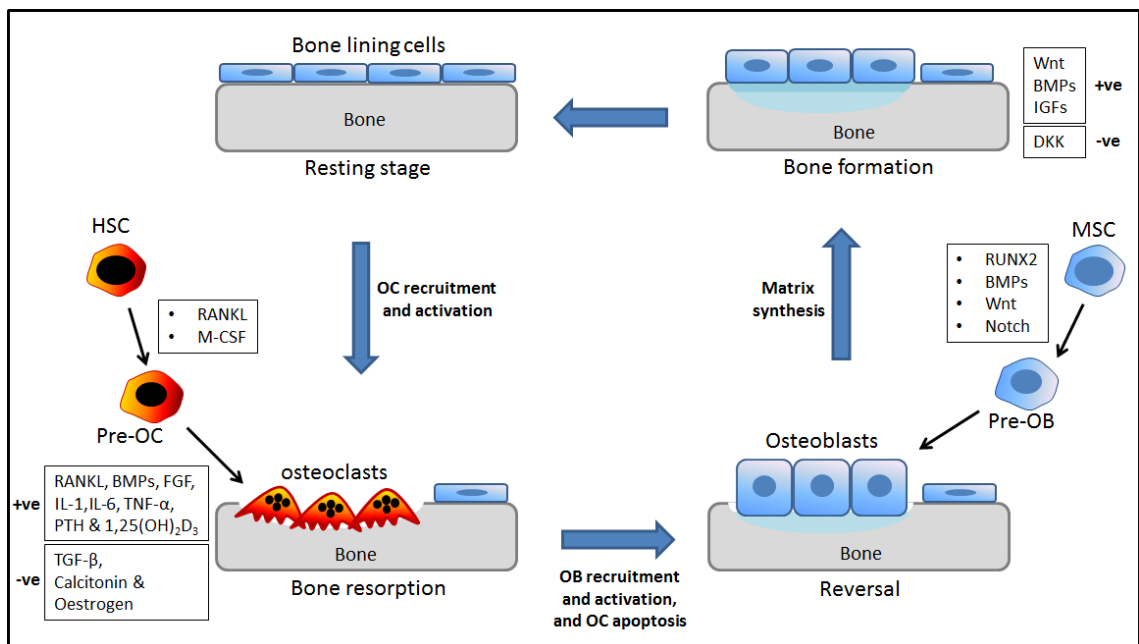 Bone lining cells
Bone
Resting stage
Bone
Bone formation
Wnt
BMPs
IGFs
+ve
DKK
-ve
HSC
• RANKL
• M-CSF
Pre-OC
OC recruitment
and activation
Matrix
synthesis
MSC
• RUNX2
• BMPs
• Wnt
• Notch
Pre-OB
+ve
RANKL, BMPs, FGF,
IL-1,IL-6, TNF-α,
PTH & 1,25(OH)₂D₃
-ve
TGF-β,
Calcitonin &
Oestrogen
osteoclasts
Bone
Bone resorption
OB recruitment
and activation,
and OC apoptosis
Osteoblasts
Bone
Reversal